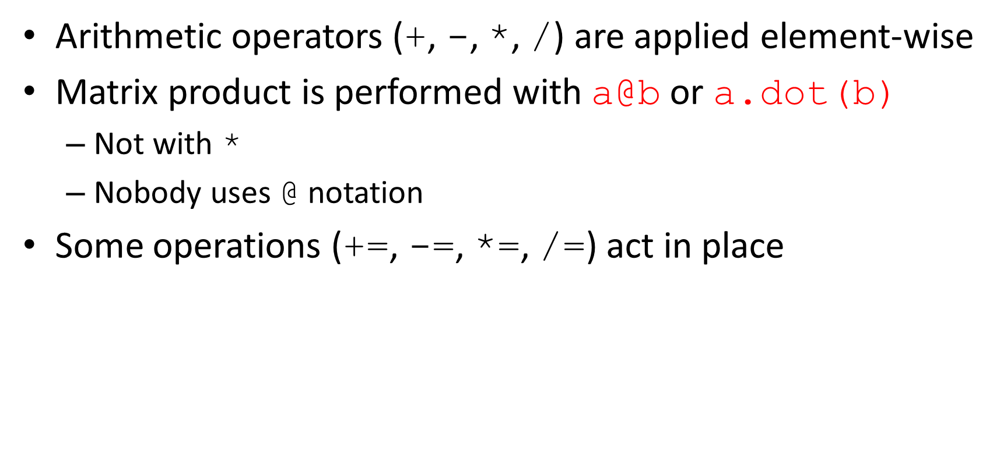 • Arithmetic operators (+, -, *, /) are applied element-wise
• Matrix product is performed with a@b or a.dot(b)
– Not with *
– Nobody uses @ notation
• Some operations (+=, -=, *=, /=) act in place